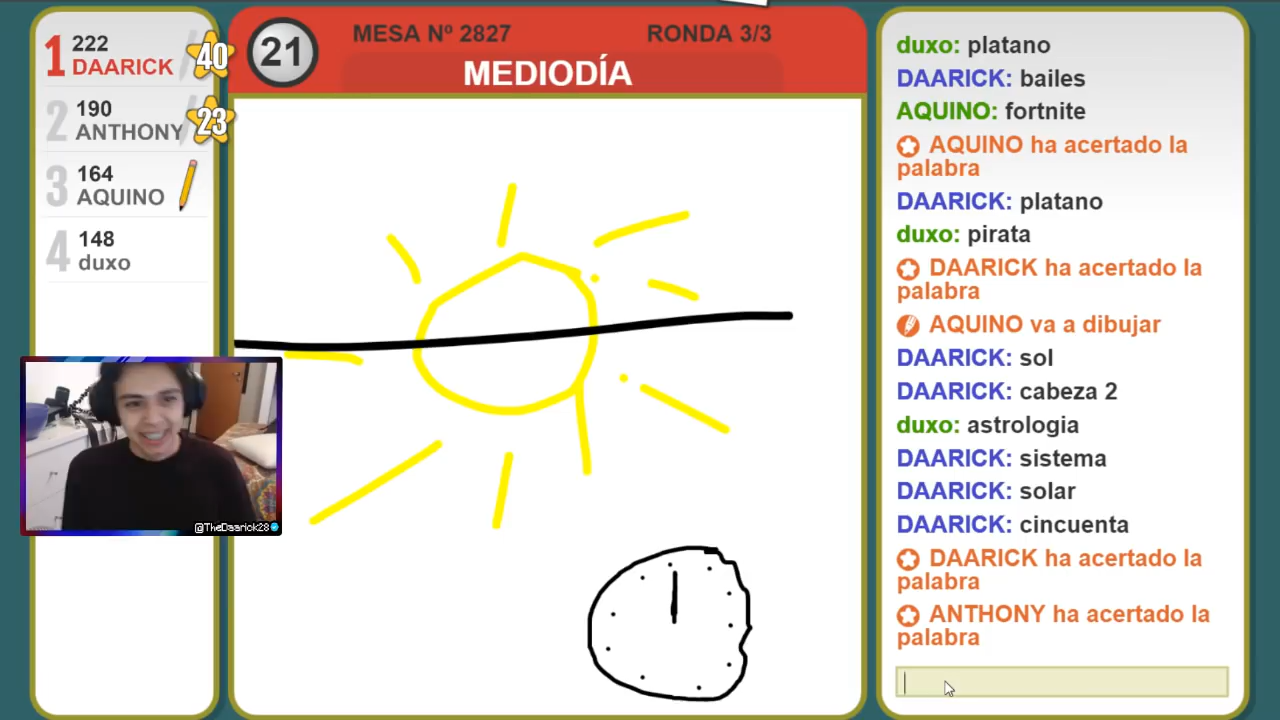 1 222
DAARICK
40
2 190
ANTHONY
23
3 164
AQUINO
4 148
duxo
21
MESA Nº 2827
RONDA 3/3
MEDIODÍA
@TheDaarick28
duxo: platano
DAARICK: bailes
AQUINO: fortnite
AQUINO ha acertado la
palabra
DAARICK: platano
duxo: pirata
DAARICK ha acertado la
palabra
AQUINO va a dibujar
DAARICK: sol
DAARICK: cabeza 2
duxo: astrologia
DAARICK: sistema
DAARICK: solar
DAARICK: cincuenta
DAARICK ha acertado la
palabra
ANTHONY ha acertado la
palabra